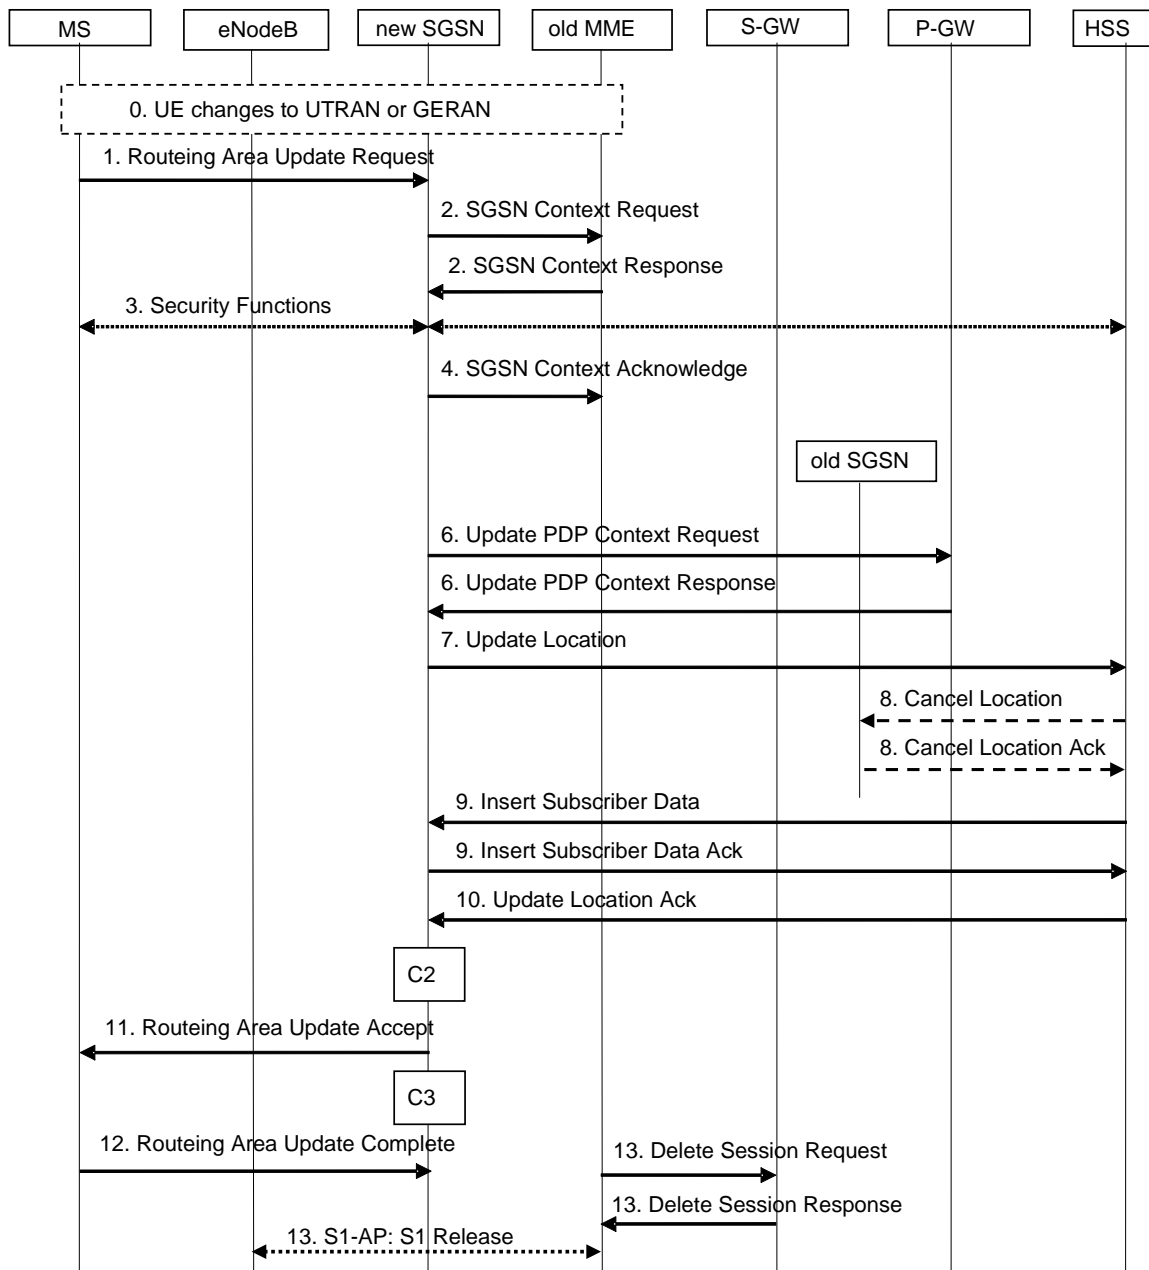 MS
eNodeB
new SGSN
old MME
S-GW
P-GW
HSS
0. UE changes to UTRAN or GERAN
1. Routeing Area Update Request
2. SGSN Context Request
2. SGSN Context Response
3. Security Functions
4. SGSN Context Acknowledge
old SGSN
6. Update PDP Context Request
6. Update PDP Context Response
7. Update Location
8. Cancel Location
8. Cancel Location Ack
9. Insert Subscriber Data
9. Insert Subscriber Data Ack
10. Update Location Ack
C2
11. Routeing Area Update Accept
C3
12. Routeing Area Update Complete
13. Delete Session Request
13. Delete Session Response
13. S1-AP: S1 Release